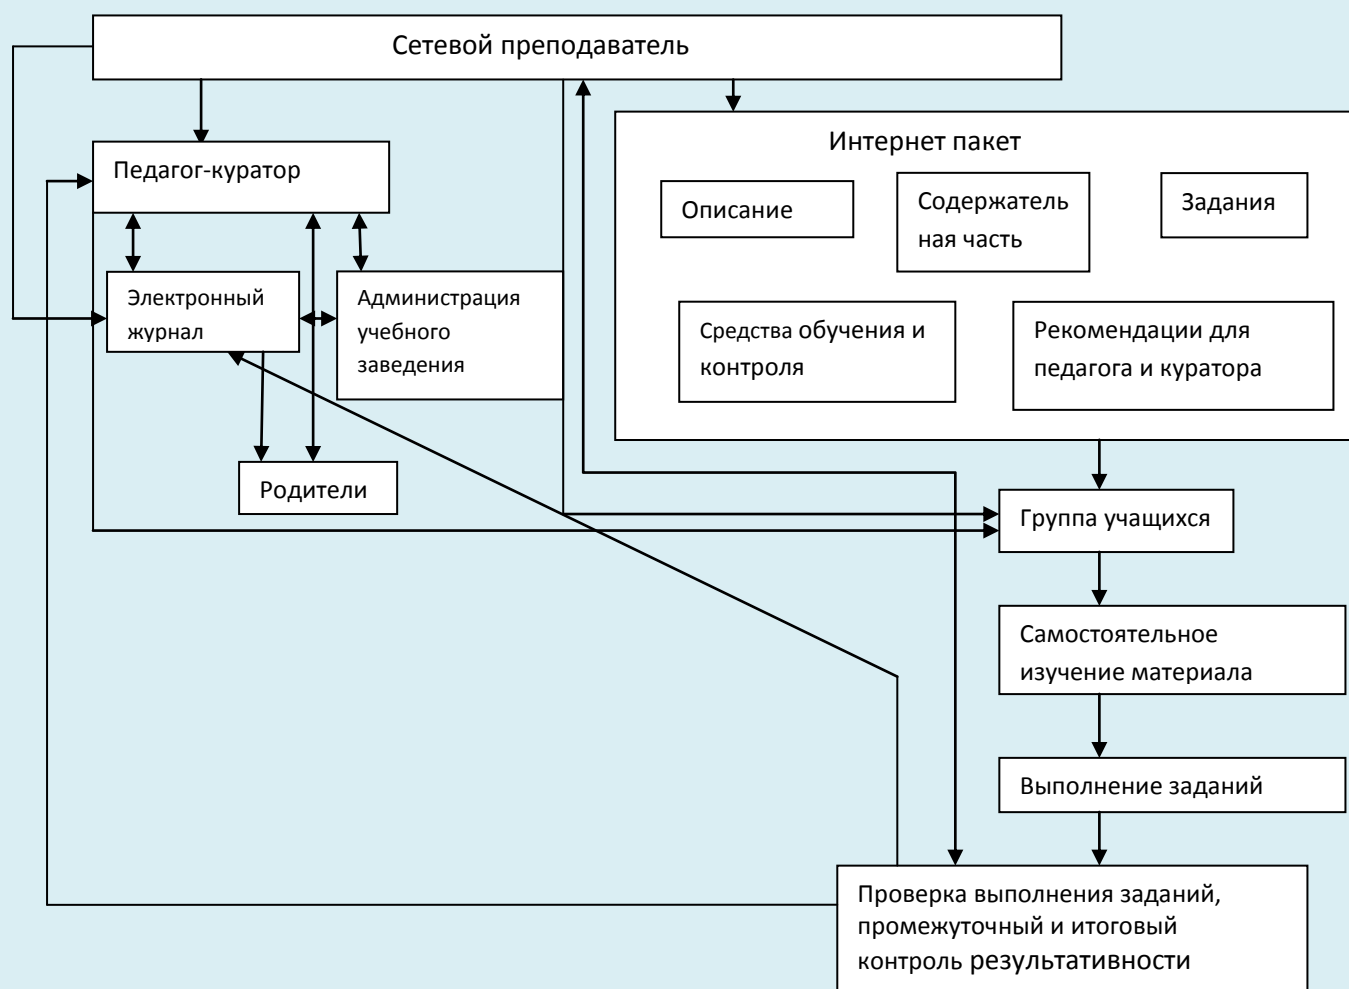 Сетевой преподаватель
Педагог-куратор
Интернет пакет
Описание
Содержатель
ная часть
Задания
Электронный
журнал
Администрация
учебного
заведения
Средства обучения и
контроля
Рекомендации для
педагога и куратора
Родители
Группа учащихся
Самостоятельное
изучение материала
Выполнение заданий
Проверка выполнения заданий,
промежуточный и итоговый
контроль результативности